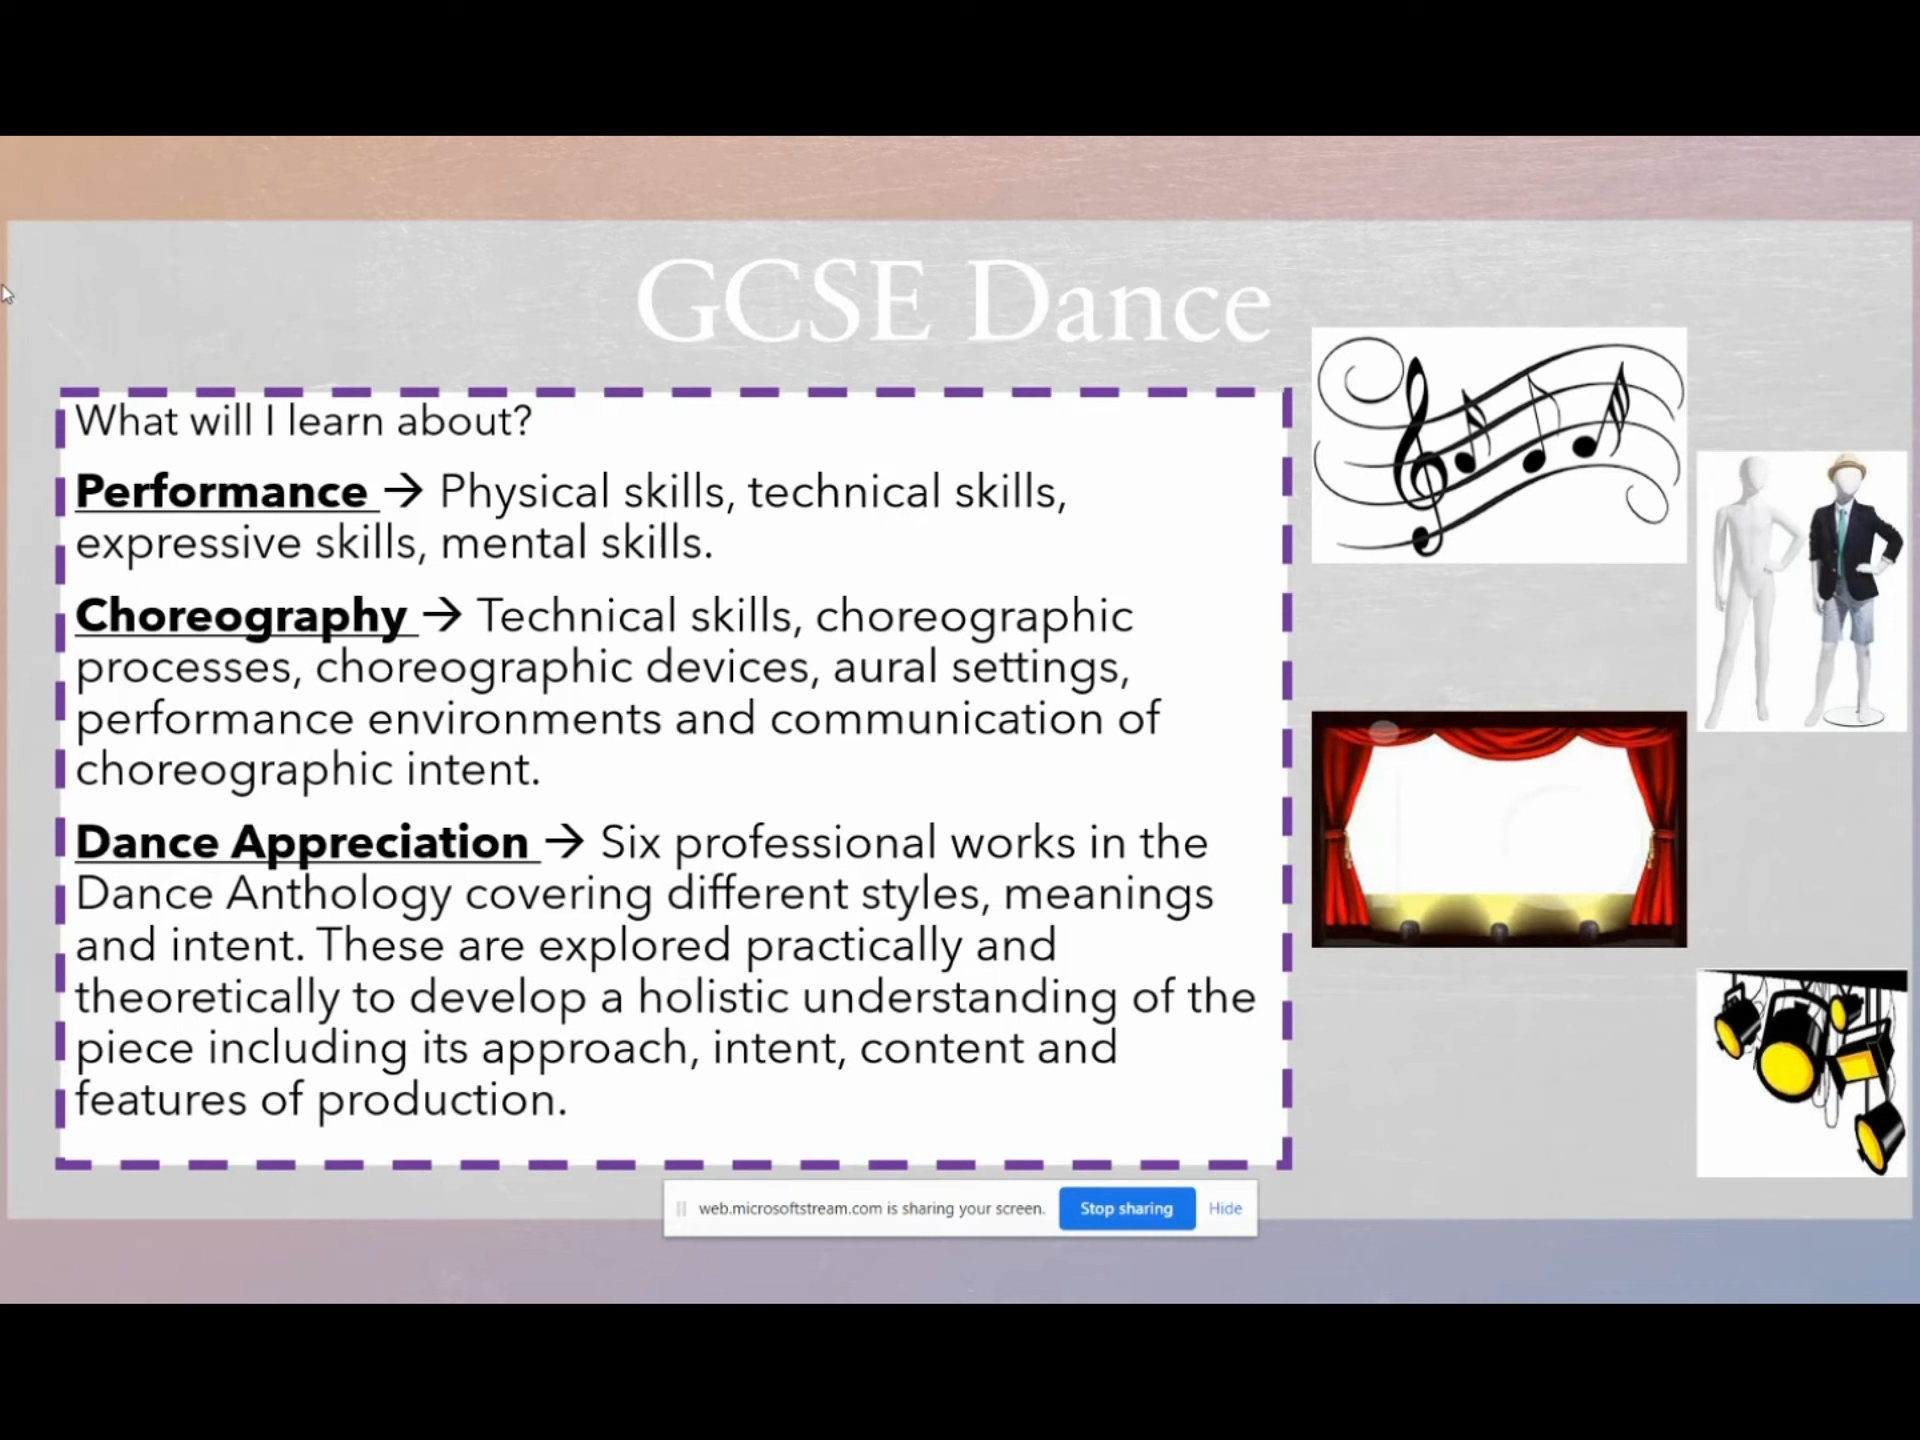 GCSE Dance
What will I learn about?
Performance → Physical skills, technical skills,
expressive skills, mental skills.
Choreography → Technical skills, choreographic
processes, choreographic devices, aural settings,
performance environments and communication of
choreographic intent.
Dance Appreciation → Six professional works in the
Dance Anthology covering different styles, meanings
and intent. These are explored practically and
theoretically to develop a holistic understanding of the
piece including its approach, intent, content and
features of production.
web.microsoftstream.com is sharing your screen. Stop sharing Hide